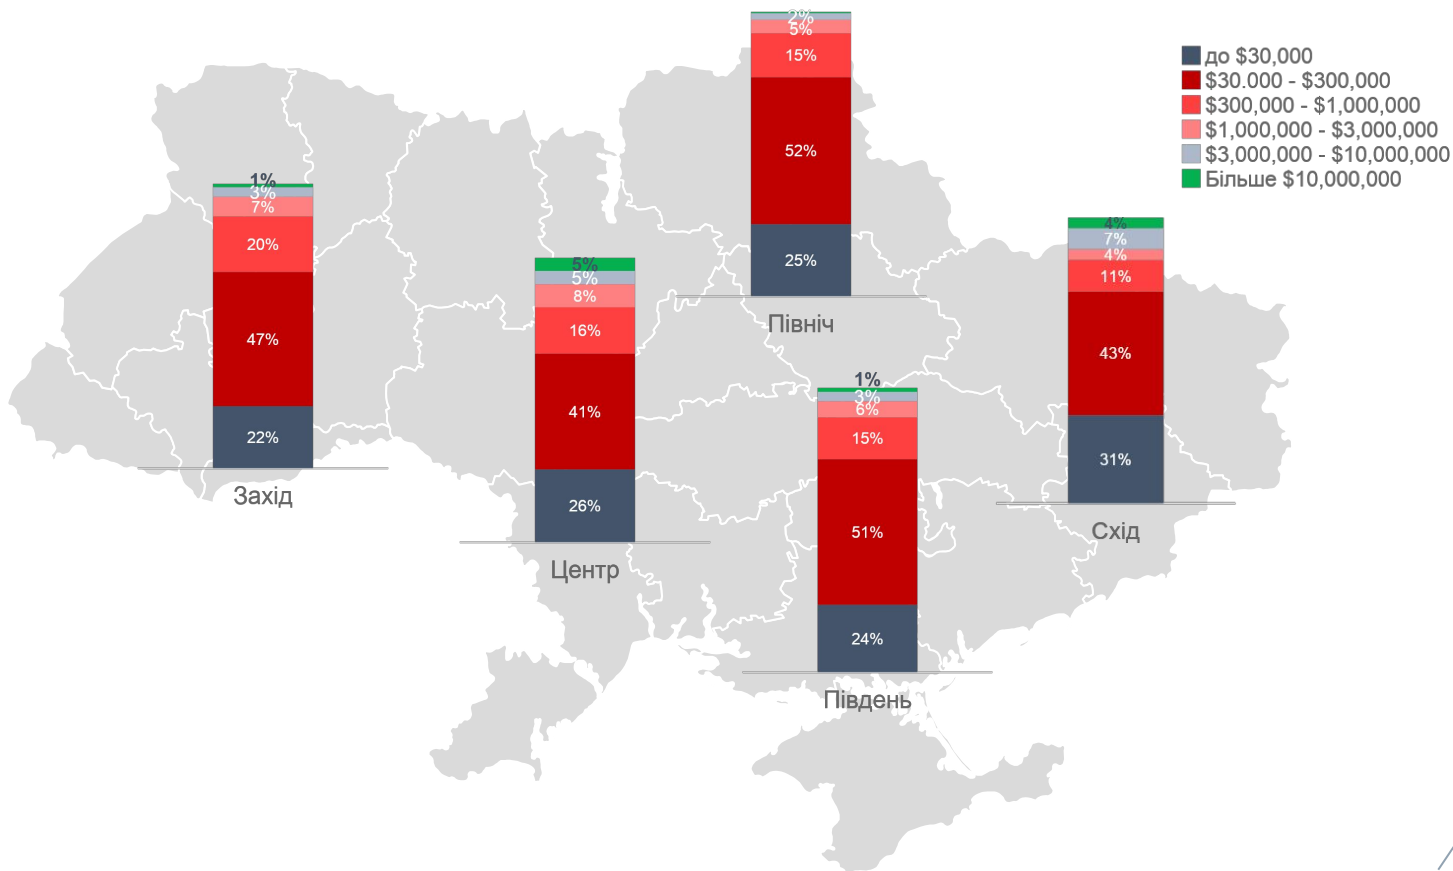 до $30,000
$30.000 - $300,000
$300,000 - $1,000,000
$1,000,000 - $3,000,000
$3,000,000 - $10,000,000
Більше $10,000,000
1%
3%
7%
20%
47%
22%
Захід
5%
5%
8%
16%
41%
26%
Центр
2%
5%
15%
52%
25%
Північ
1%
3%
6%
15%
51%
24%
Південь
4%
7%
4%
11%
43%
31%
Схід